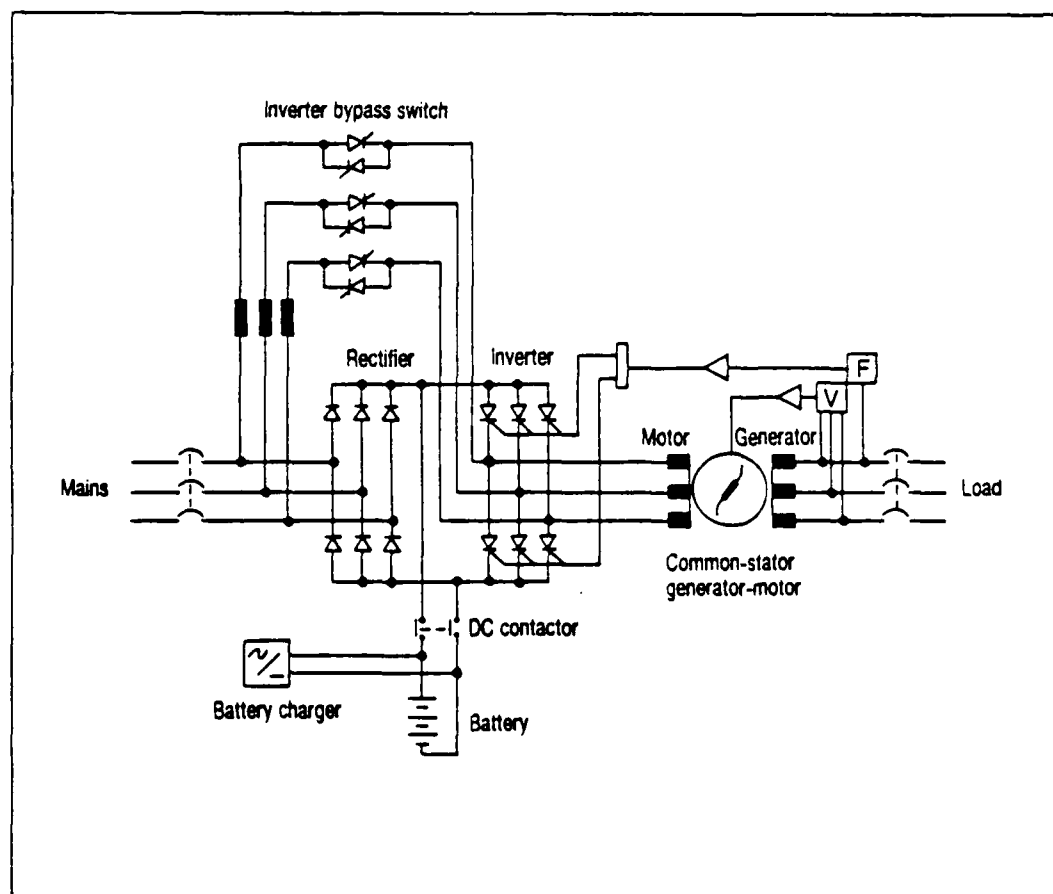 Inverter bypass switch
Rectifier
Inverter
F
V
Motor
Generator
Mains
Load
Common-stator
generator-motor
DC contactor
Battery charger
Battery